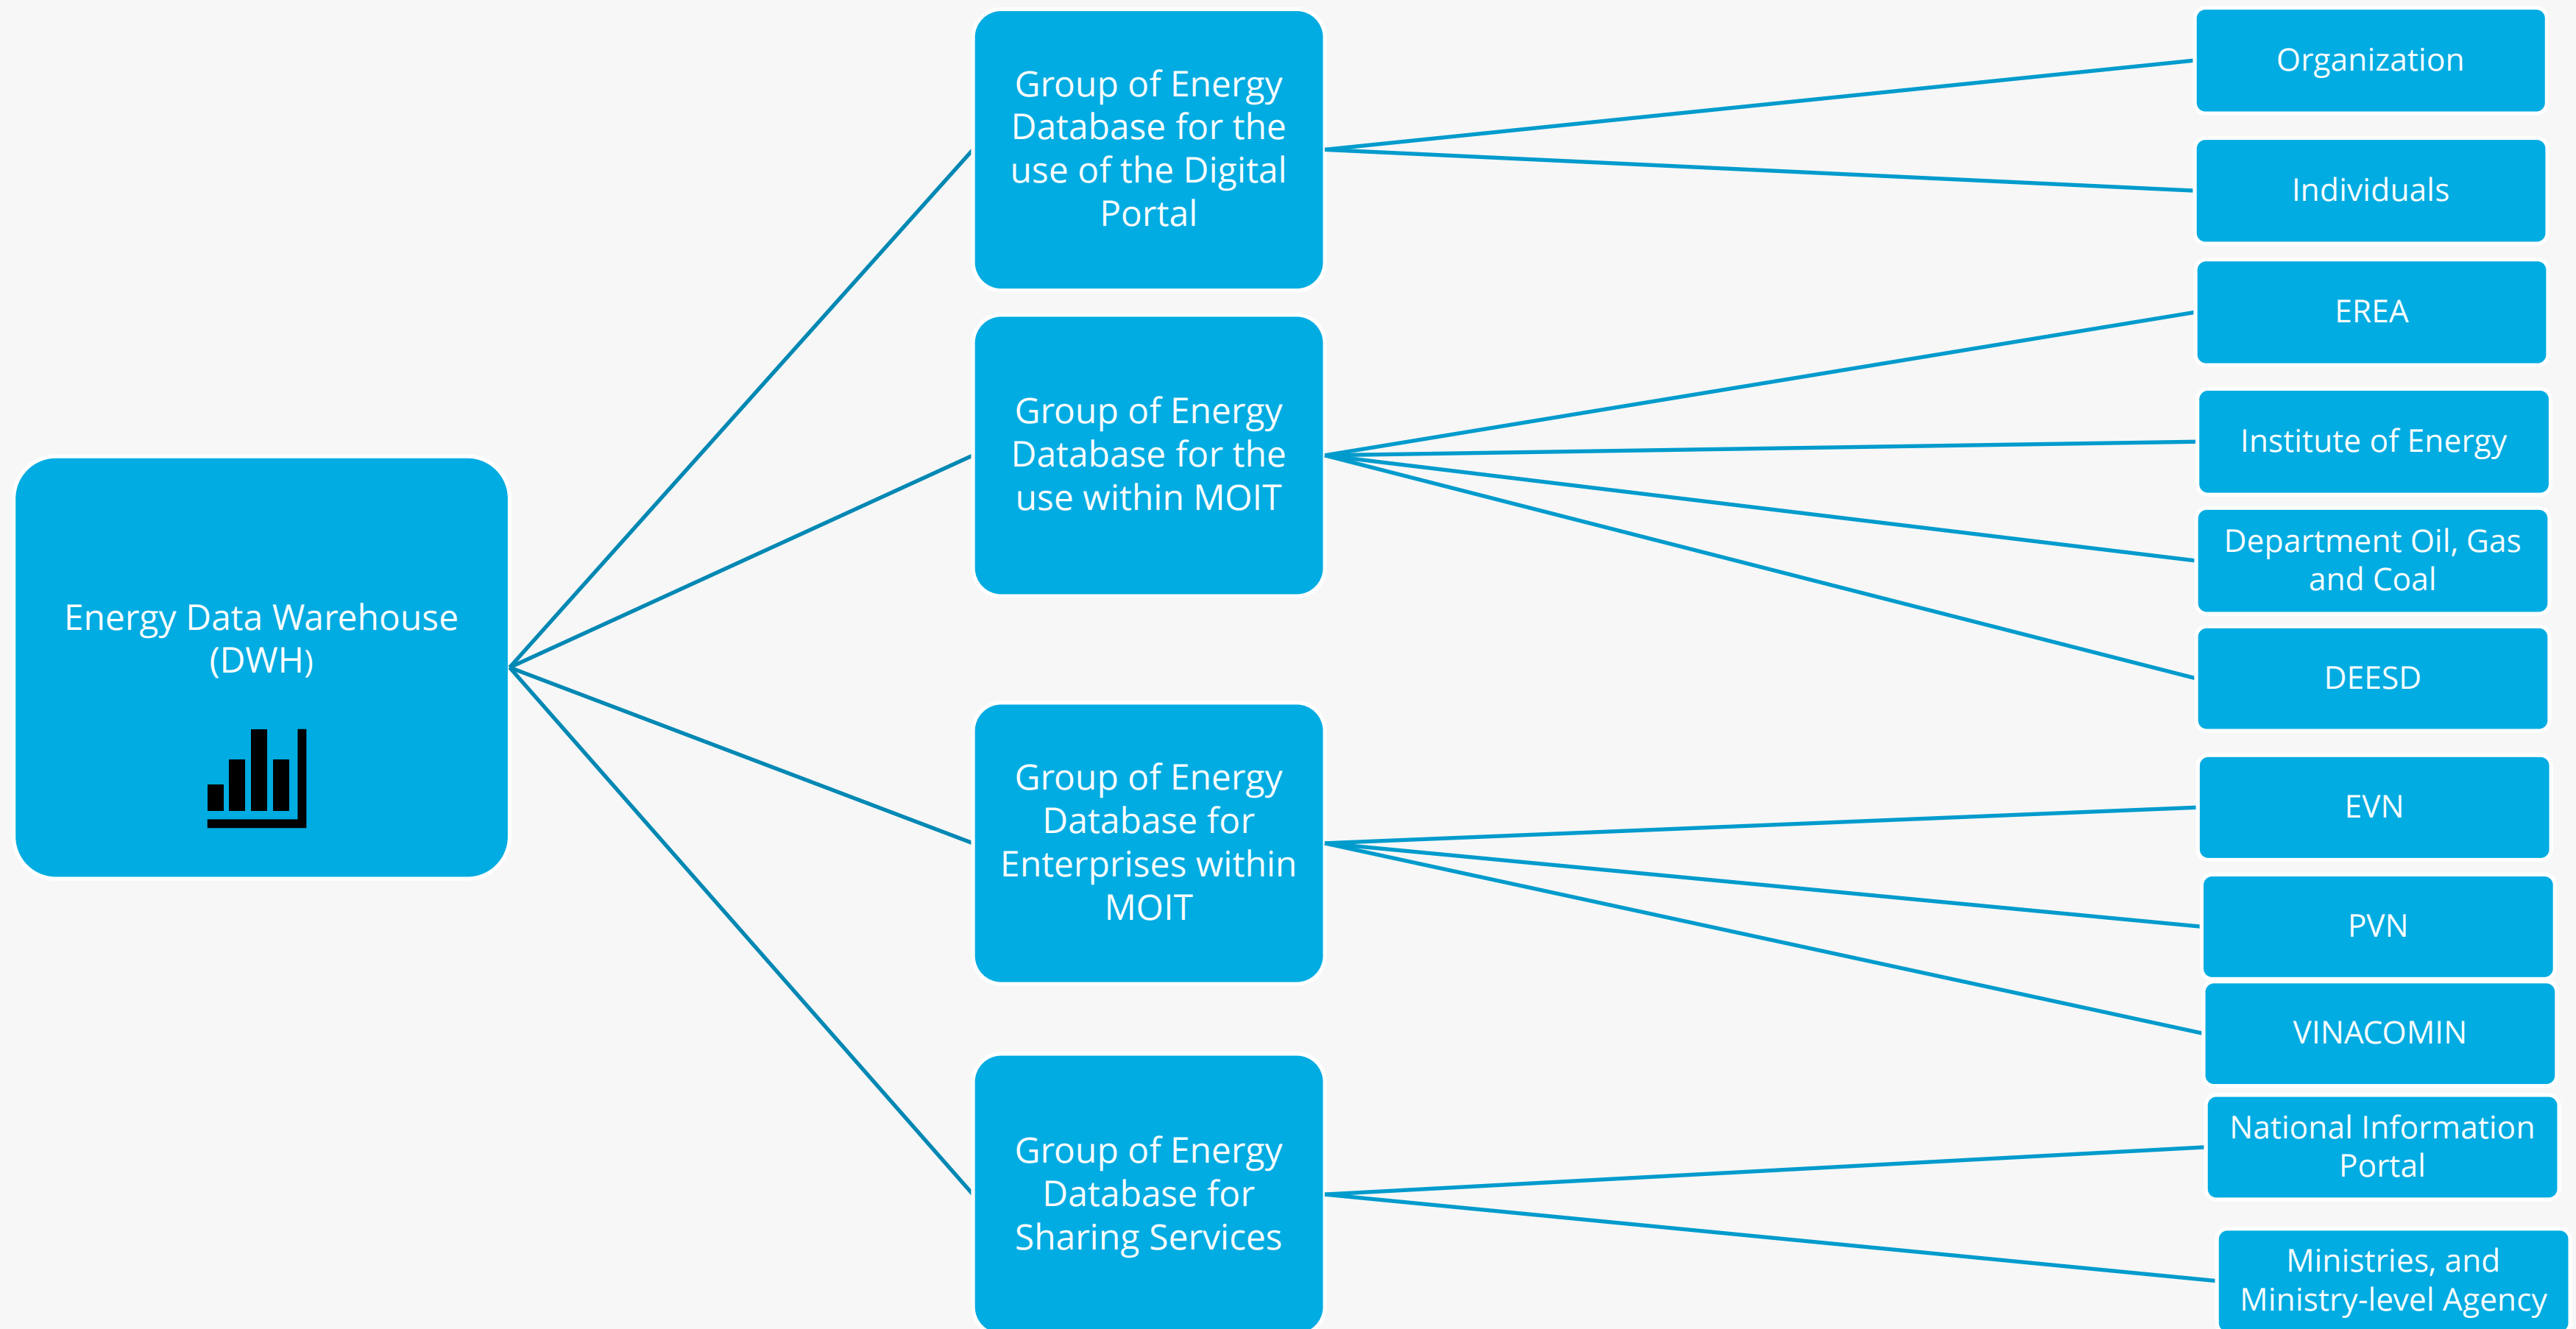 Energy Data Warehouse
(DWH)
Group of Energy
Database for the
use of the Digital
Portal
Group of Energy
Database for the
use within MOIT
Group of Energy
Database for
Enterprises within
MOIT
Group of Energy
Database for
Sharing Services
Organization
Individuals
EREA
Institute of Energy
Department Oil, Gas
and Coal
DEESD
EVN
PVN
VINACOMIN
National Information
Portal
Ministries, and
Ministry-level Agency